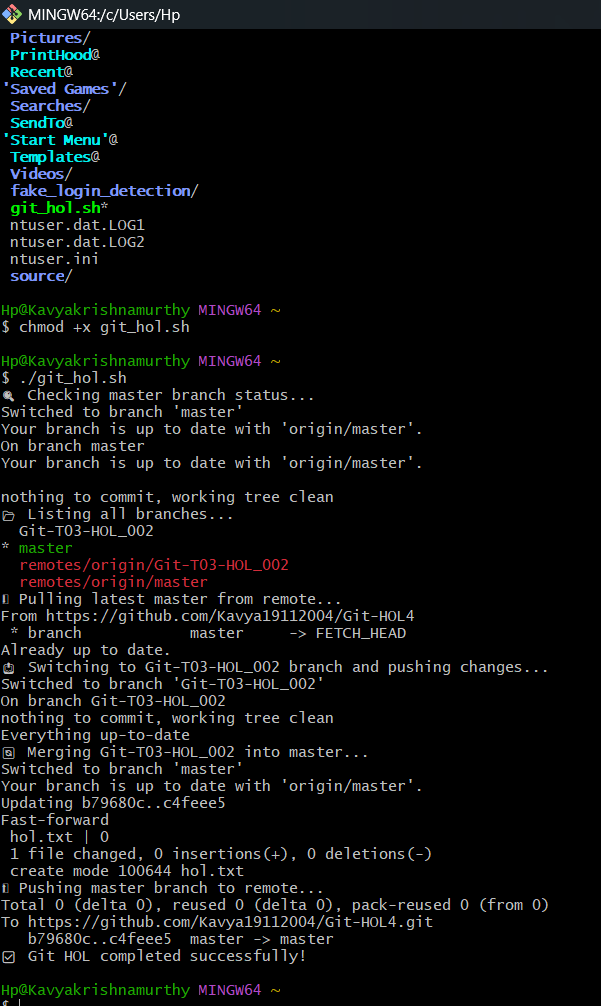 MINGW64:/c/Users/Hp
Pictures/
PrintHood@
Recent@
'Saved Games'/
Searches/
SendTo@
'Start Menu'@
Templates@
Videos/
fake_login_detection/
git_hol.sh*
ntuser.dat.LOG1
ntuser.dat.LOG2
ntuser.ini
source/
Hp@Kavyakrishnamurthy MINGW64 ~
$ chmod +x git_hol.sh
Hp@Kavyakrishnamurthy MINGW64 ~
$ ./git_hol.sh
🔍 Checking master branch status...
Switched to branch 'master'
Your branch is up to date with 'origin/master'.
On branch master
Your branch is up to date with 'origin/master'.
nothing to commit, working tree clean
📂 Listing all branches...
Git-T03-HOL_002
* master
remotes/origin/Git-T03-HOL_002
remotes/origin/master
Pulling latest master from remote...
From https://github.com/Kavya19112004/Git-HOL4
* branch            master     -> FETCH_HEAD
Already up to date.
📤 Switching to Git-T03-HOL_002 branch and pushing changes...
Switched to branch 'Git-T03-HOL_002'
On branch Git-T03-HOL_002
nothing to commit, working tree clean
Everything up-to-date
🔄 Merging Git-T03-HOL_002 into master...
Switched to branch 'master'
Your branch is up to date with 'origin/master'.
Updating b79680c..c4feee5
Fast-forward
hol.txt | 0
1 file changed, 0 insertions(+), 0 deletions(-)
create mode 100644 hol.txt
Pushing master branch to remote...
Total 0 (delta 0), reused 0 (delta 0), pack-reused 0 (from 0)
To https://github.com/Kavya19112004/Git-HOL4.git
b79680c..c4feee5  master -> master
✅ Git HOL completed successfully!
Hp@Kavyakrishnamurthy MINGW64 ~
$